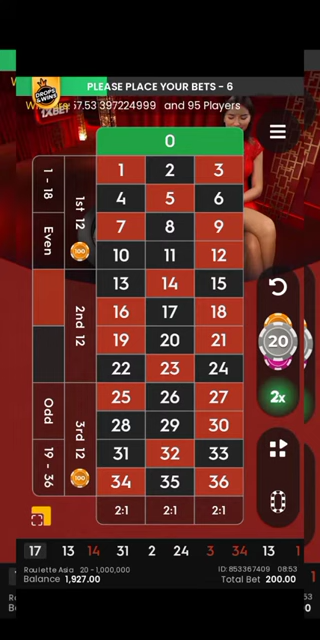 DROPS & WINS
PLEASE PLACE YOUR BETS - 6
57.53 397224999 and 95 Players
1XBET
0
1 2 3
4 5 6
7 8 9
10 11 12
13 14 15
16 17 18
19 20 21
22 23 24
25 26 27
28 29 30
31 32 33
34 35 36
2:1 2:1 2:1
1 - 18
Even
Odd
19 - 36
1st 12
2nd 12
3rd 12
100
100
20
2x
17 13 14 31 2 24 3 34 13 1
Roulette Asia 20 - 1,000,000
ID: 853367409 08:53
Balance 1,927.00
Total Bet 200.00